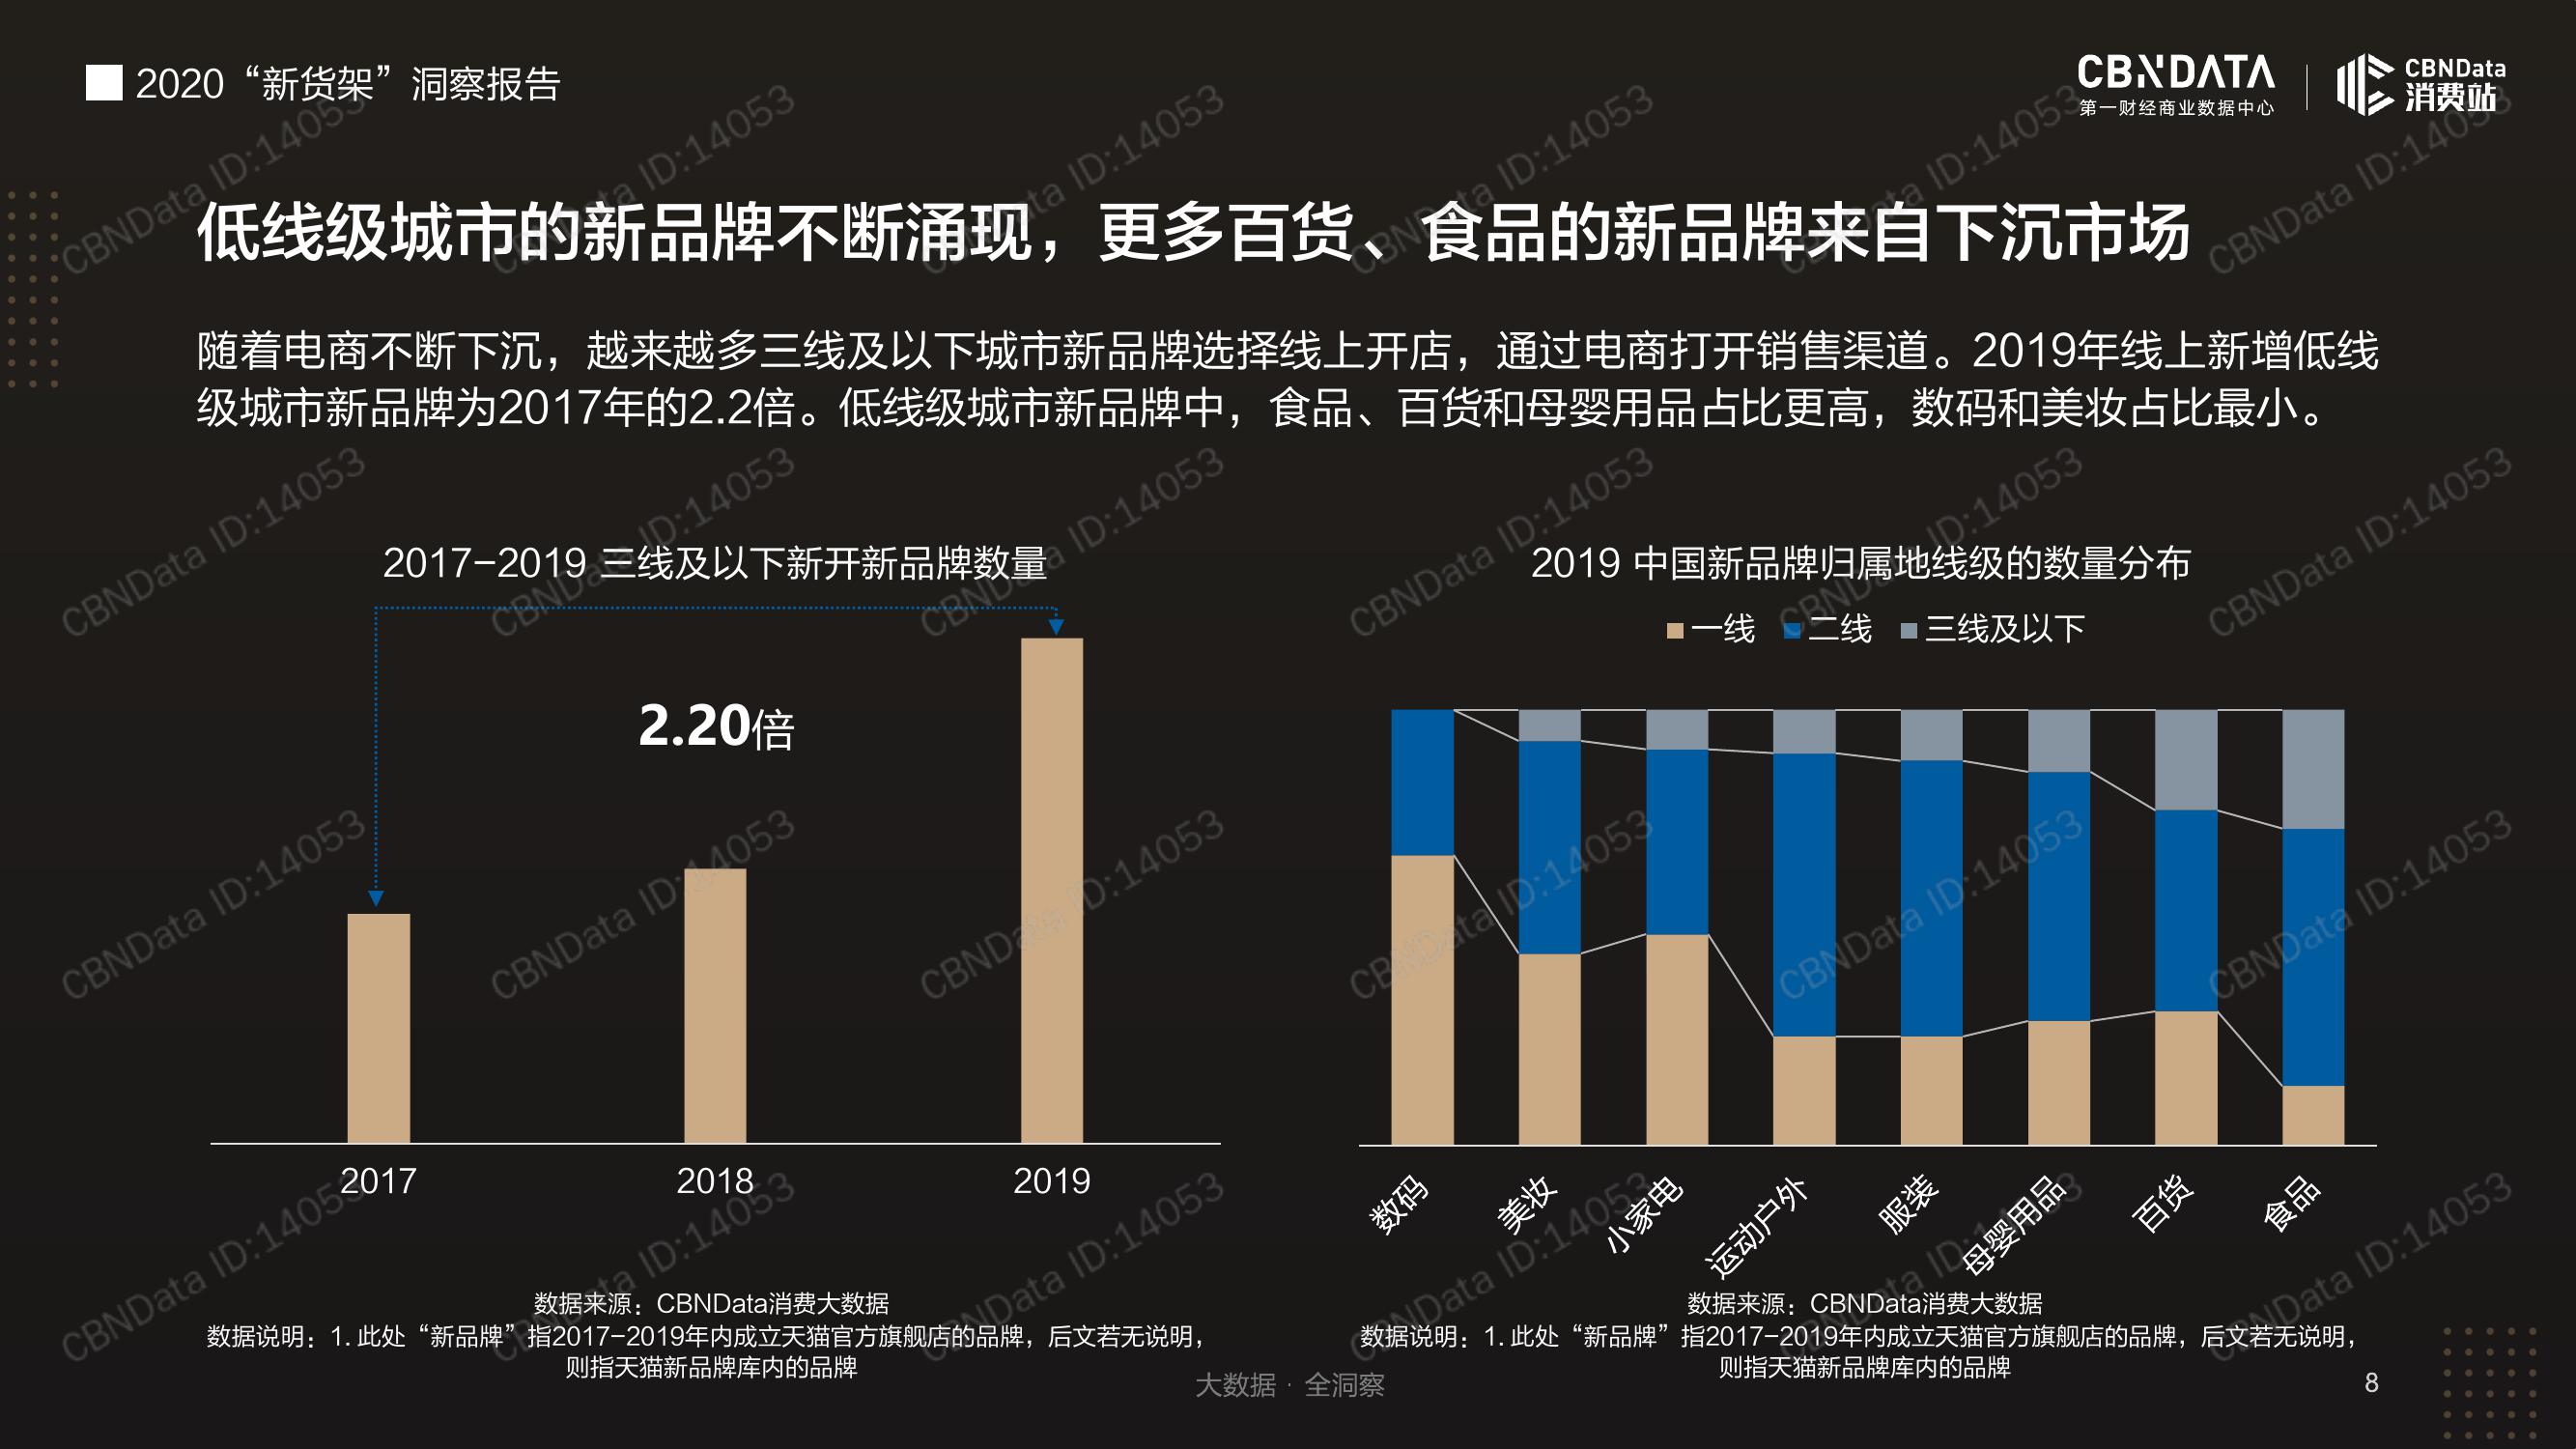 2020“新货架”洞察报告
CBNDATA
第一财经商业数据中心
CBNData
消费站
低线级城市的新品牌不断涌现，更多百货、食品的新品牌来自下沉市场
随着电商不断下沉，越来越多三线及以下城市新品牌选择线上开店，通过电商打开销售渠道。2019年线上新增低线
级城市新品牌为2017年的2.2倍。低线级城市新品牌中，食品、百货和母婴用品占比更高，数码和美妆占比最小。
2017-2019 三线及以下新开新品牌数量
2.20倍
2017
2018
2019
数据来源：CBNData消费大数据
数据说明：1. 此处“新品牌”指2017-2019年内成立天猫官方旗舰店的品牌，后文若无说明，
则指天猫新品牌库内的品牌
2019 中国新品牌归属地线级的数量分布
一线
二线
三线及以下
数码
美妆
小家电
运动户外
服装
母婴用品
百货
食品
数据来源：CBNData消费大数据
数据说明：1. 此处“新品牌”指2017-2019年内成立天猫官方旗舰店的品牌，后文若无说明，
则指天猫新品牌库内的品牌
大数据 · 全洞察
8
CBNData ID:14053